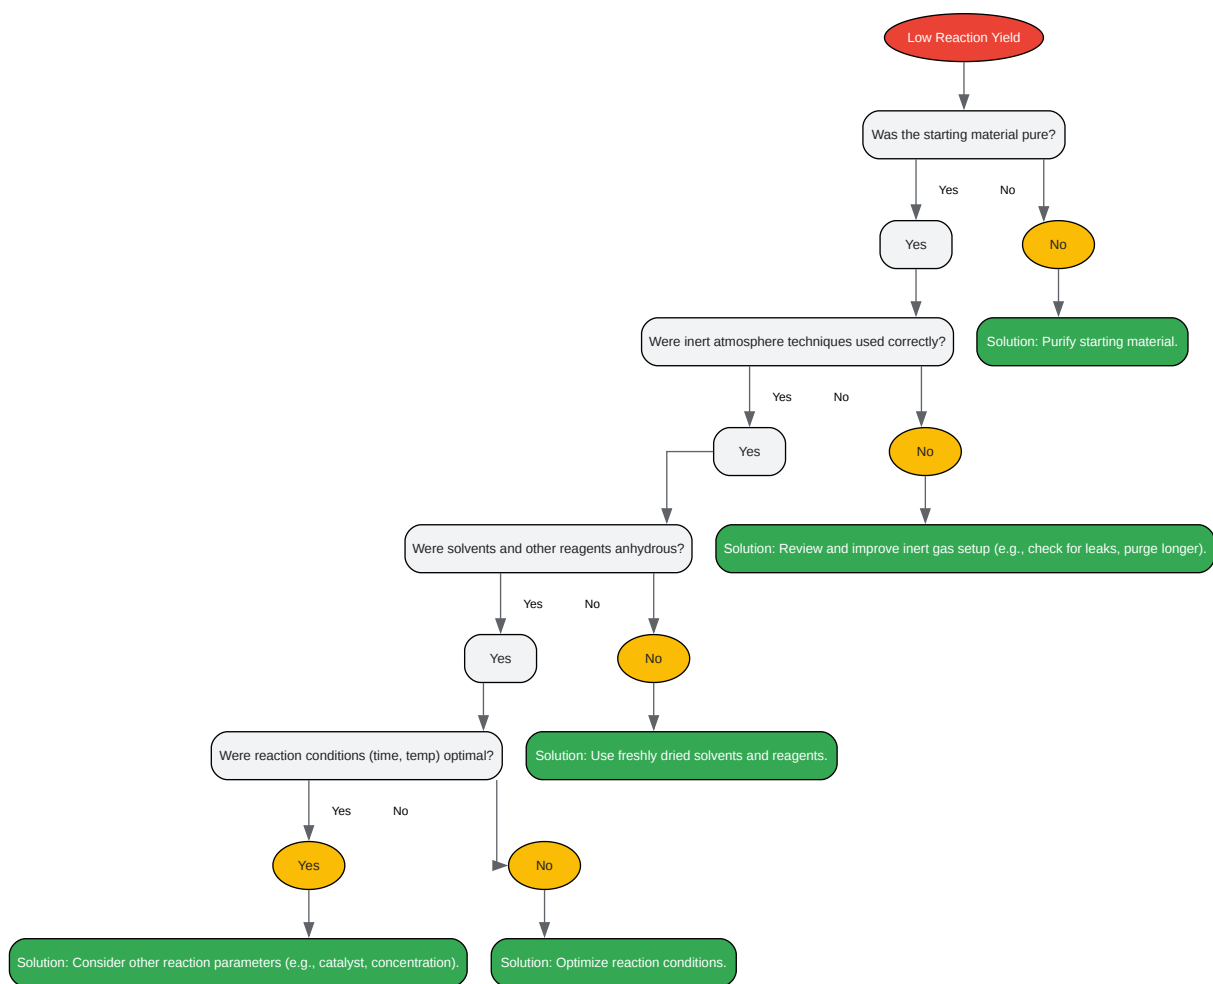 Low Reaction Yield
Was the starting material pure?
Yes
No
Yes
No
Were inert atmosphere techniques used correctly?
Solution: Purify starting material.
Yes
No
Yes
No
Were solvents and other reagents anhydrous?
Solution: Review and improve inert gas setup (e.g., check for leaks, purge longer).
Yes
No
Yes
No
Were reaction conditions (time, temp) optimal?
Solution: Use freshly dried solvents and reagents.
Yes
No
Yes
No
Solution: Consider other reaction parameters (e.g., catalyst, concentration).
Solution: Optimize reaction conditions.